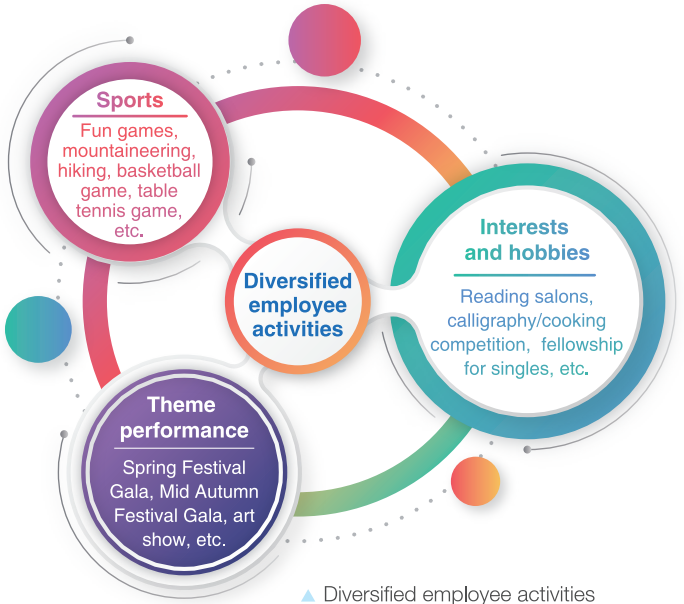 Sports
Fun games,
mountaineering,
hiking, basketball
game, table
tennis game,
etc.
Interests
and hobbies
Reading salons,
calligraphy/cooking
competition, fellowship
for singles, etc.
Diversified
employee
activities
Theme
performance
Spring Festival
Gala, Mid Autumn
Festival Gala, art
show, etc.
▲ Diversified employee activities